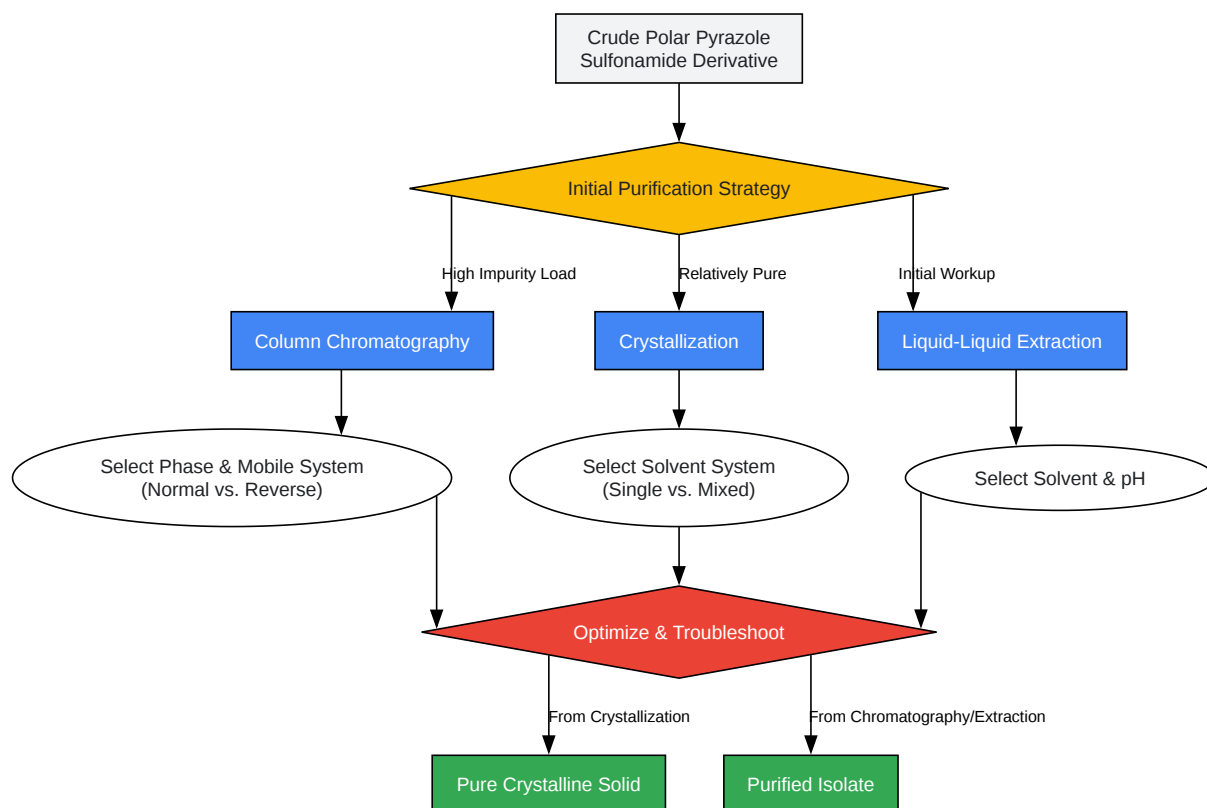 Crude Polar Pyrazole
Sulfonamide Derivative
Initial Purification Strategy
High Impurity Load
Relatively Pure
Initial Workup
Column Chromatography
Crystallization
Liquid-Liquid Extraction
Select Phase & Mobile System
(Normal vs. Reverse)
Select Solvent System
(Single vs. Mixed)
Select Solvent & pH
Optimize & Troubleshoot
From Crystallization
From Chromatography/Extraction
Pure Crystalline Solid
Purified Isolate